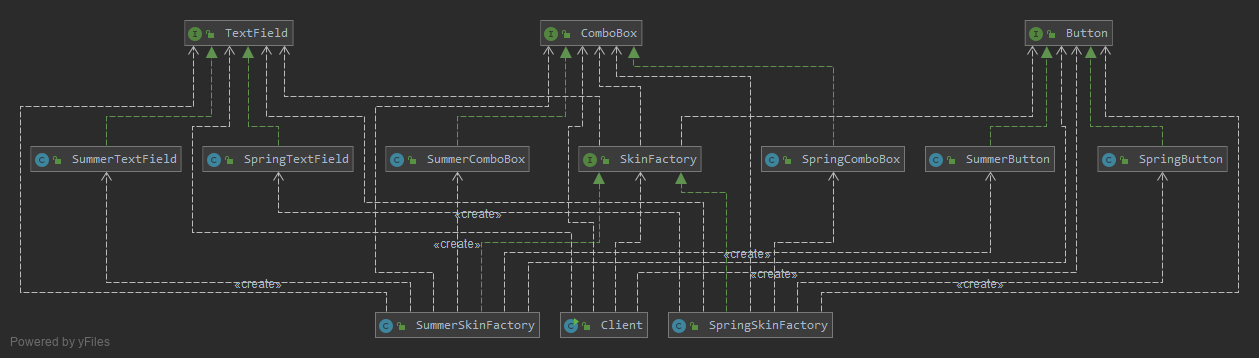 TextField
ComboBox
Button
SummerTextField
SpringTextField
SummerComboBox
SkinFactory
SpringComboBox
SummerButton
SpringButton
«create»
«create»
«create»
«create»
«create»
«create»
SummerSkinFactory
Client
SpringSkinFactory
Powered by yFiles